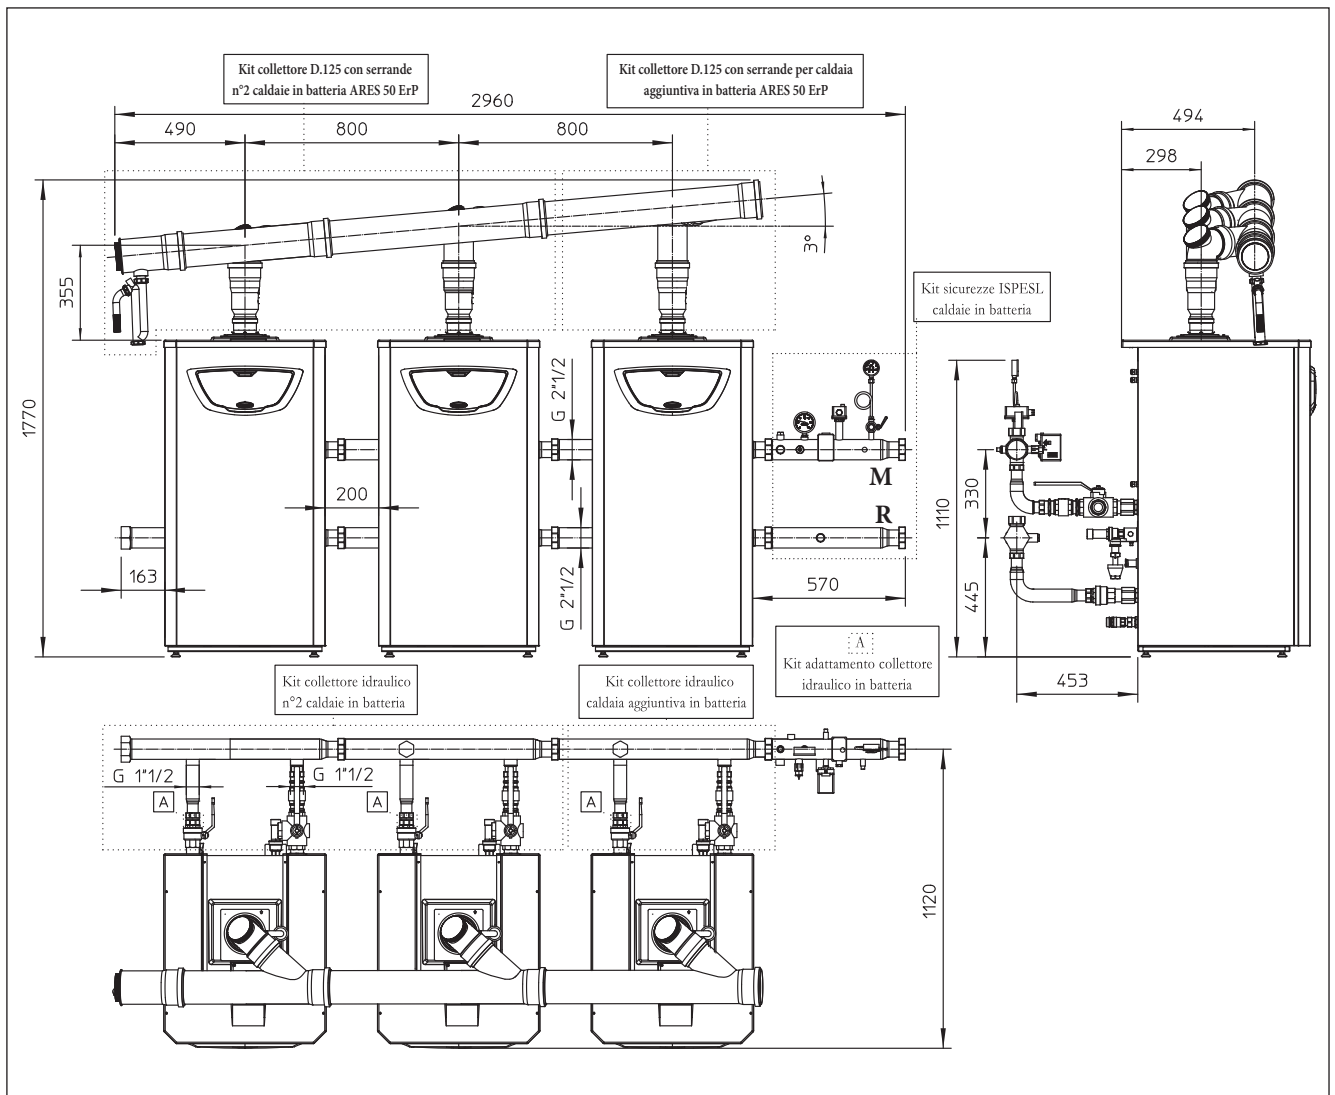 Kit collettore D.125 con serrande
n°2 caldaie in batteria ARES 50 ErP
Kit collettore D.125 con serrande per caldaia
aggiuntiva in batteria ARES 50 ErP
2960
490
800
800
494
298
3°
355
Kit sicurezze ISPESL
caldaie in batteria
1770
G 2"1/2
M
R
200
163
G 2"1/2
570
1110
330
445
453
A
Kit adattamento collettore
idraulico in batteria
Kit collettore idraulico
n°2 caldaie in batteria
Kit collettore idraulico
caldaia aggiuntiva in batteria
G 1"1/2
G 1"1/2
A
A
A
1120